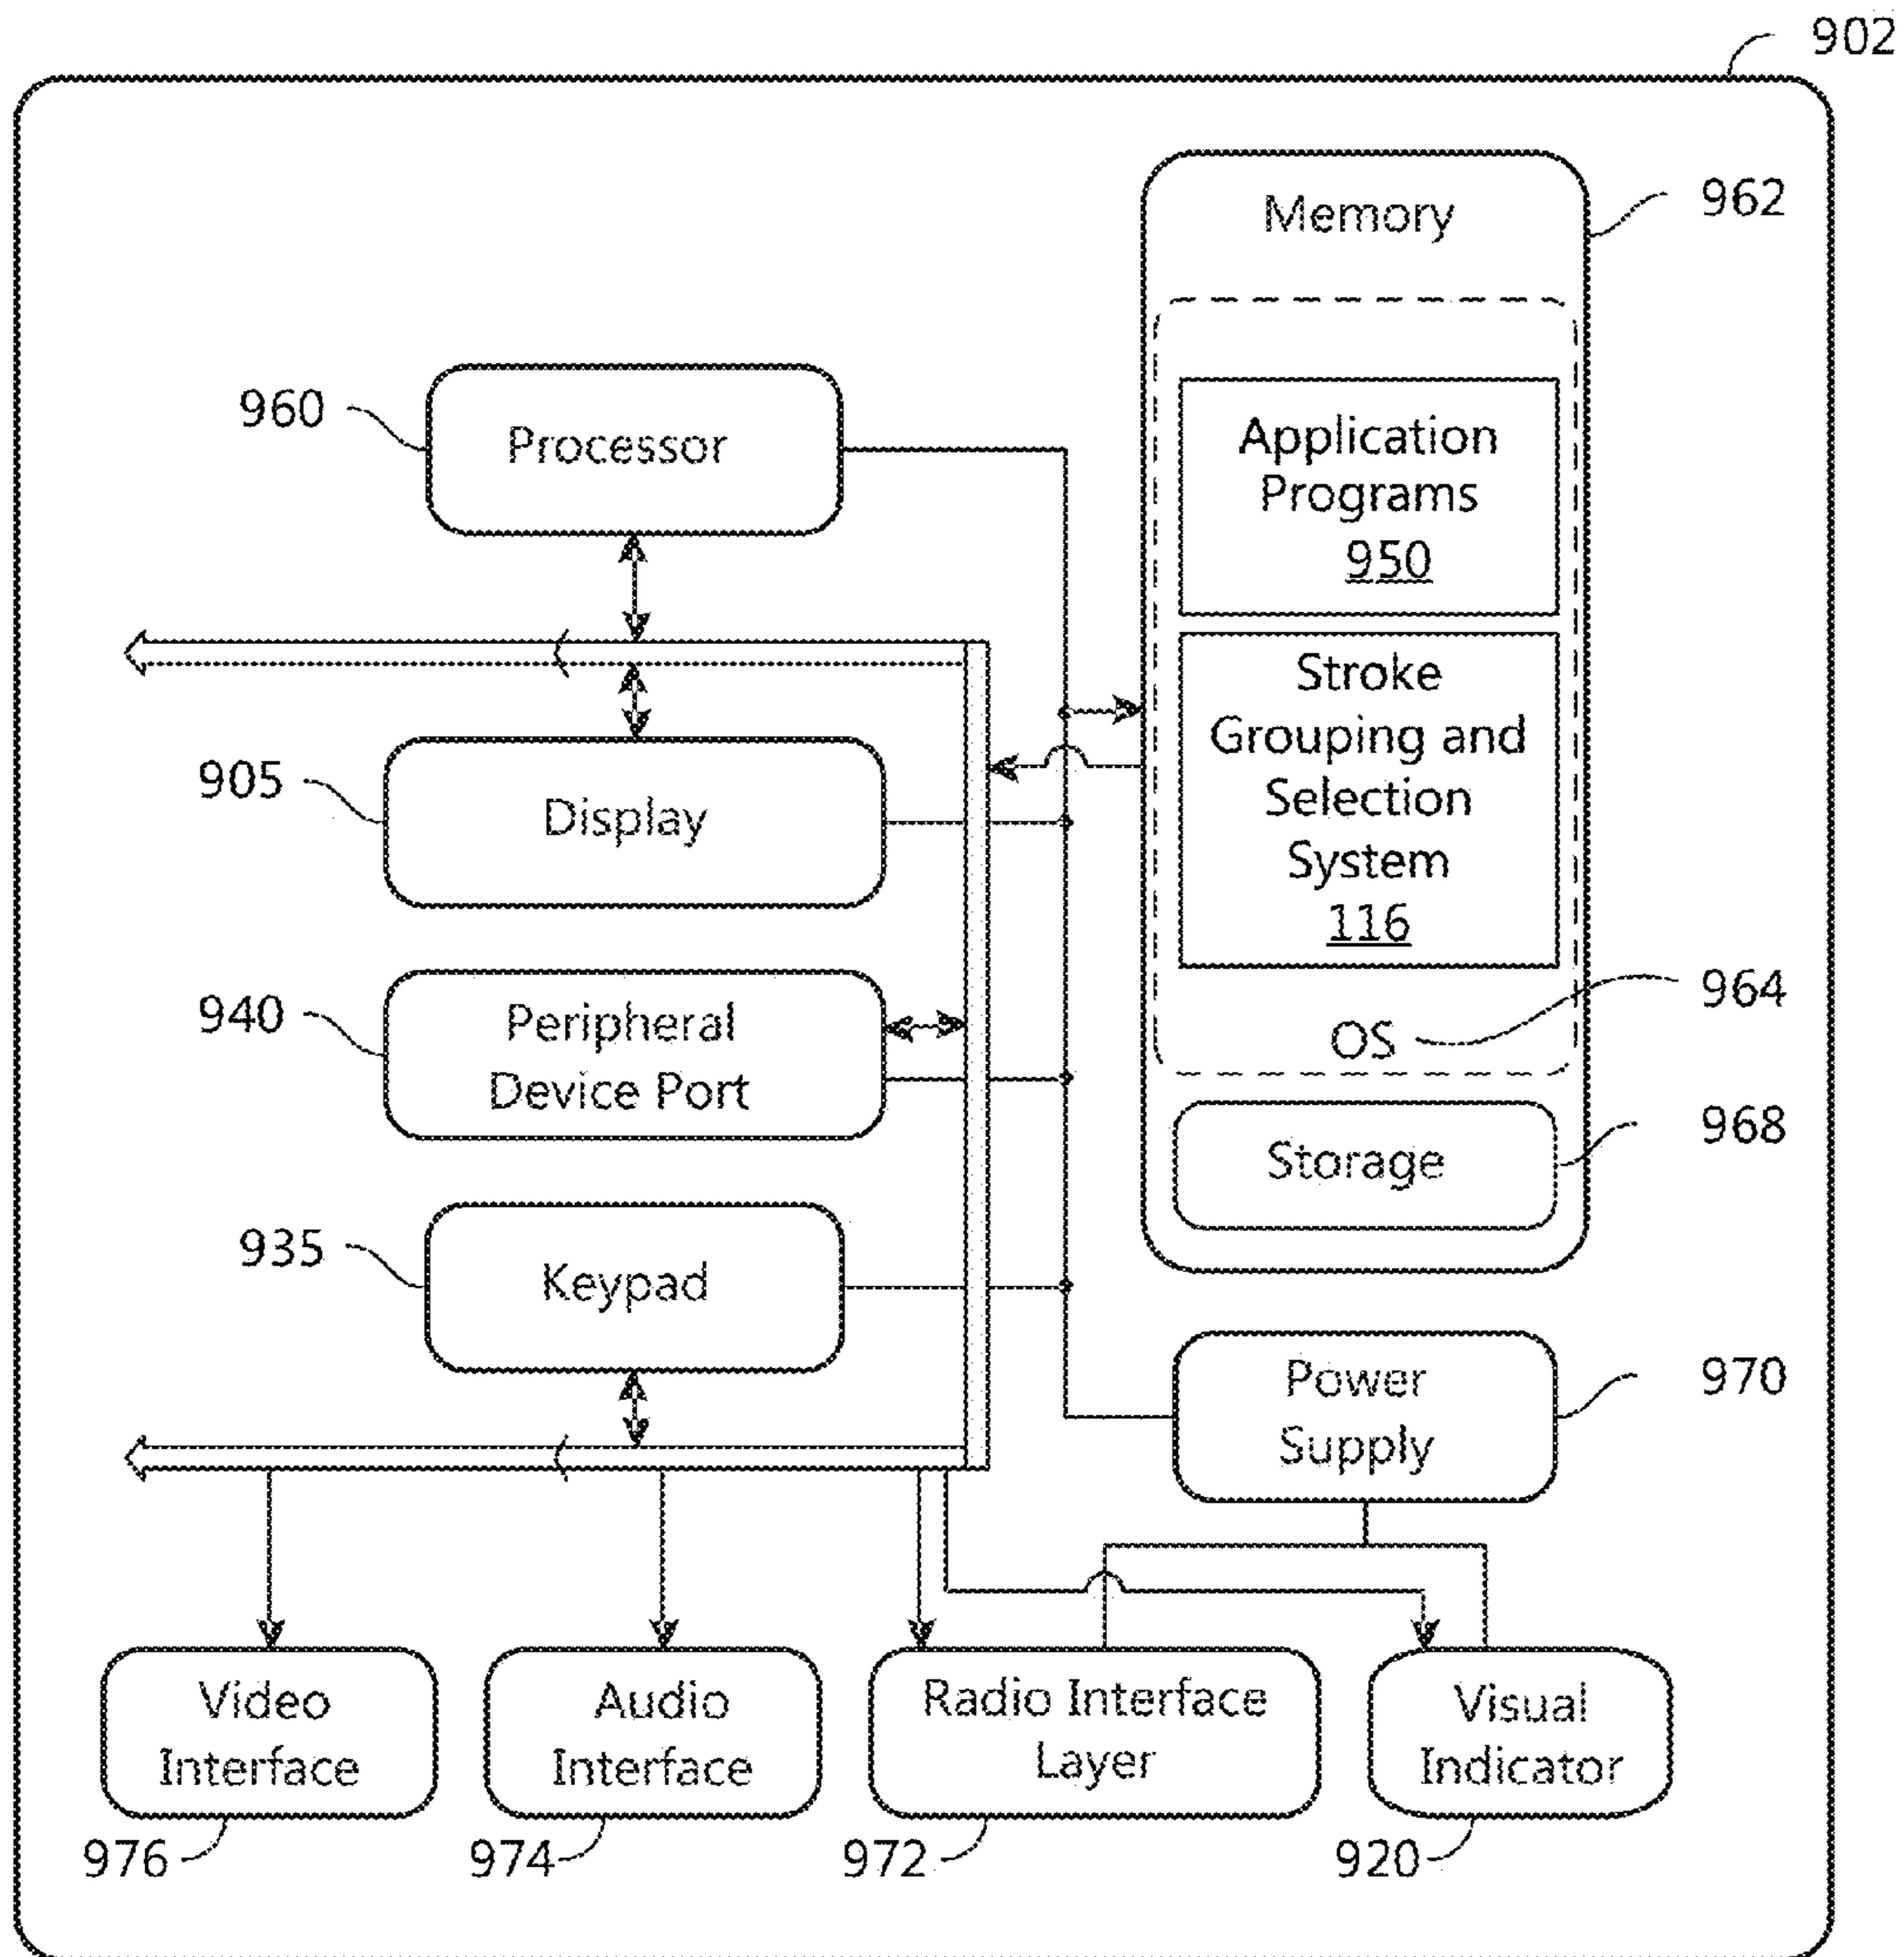 902
Memory
962
Application
Programs
950
960
Processor
Stroke
Grouping and
Selection
System
116
905
Display
964
OS
940
Peripheral
Device Port
968
Storage
935
Keypad
970
Power
Supply
Video
Interface
Audio
Interface
Radio Interface
Layer
Visual
Indicator
976
974
972
920